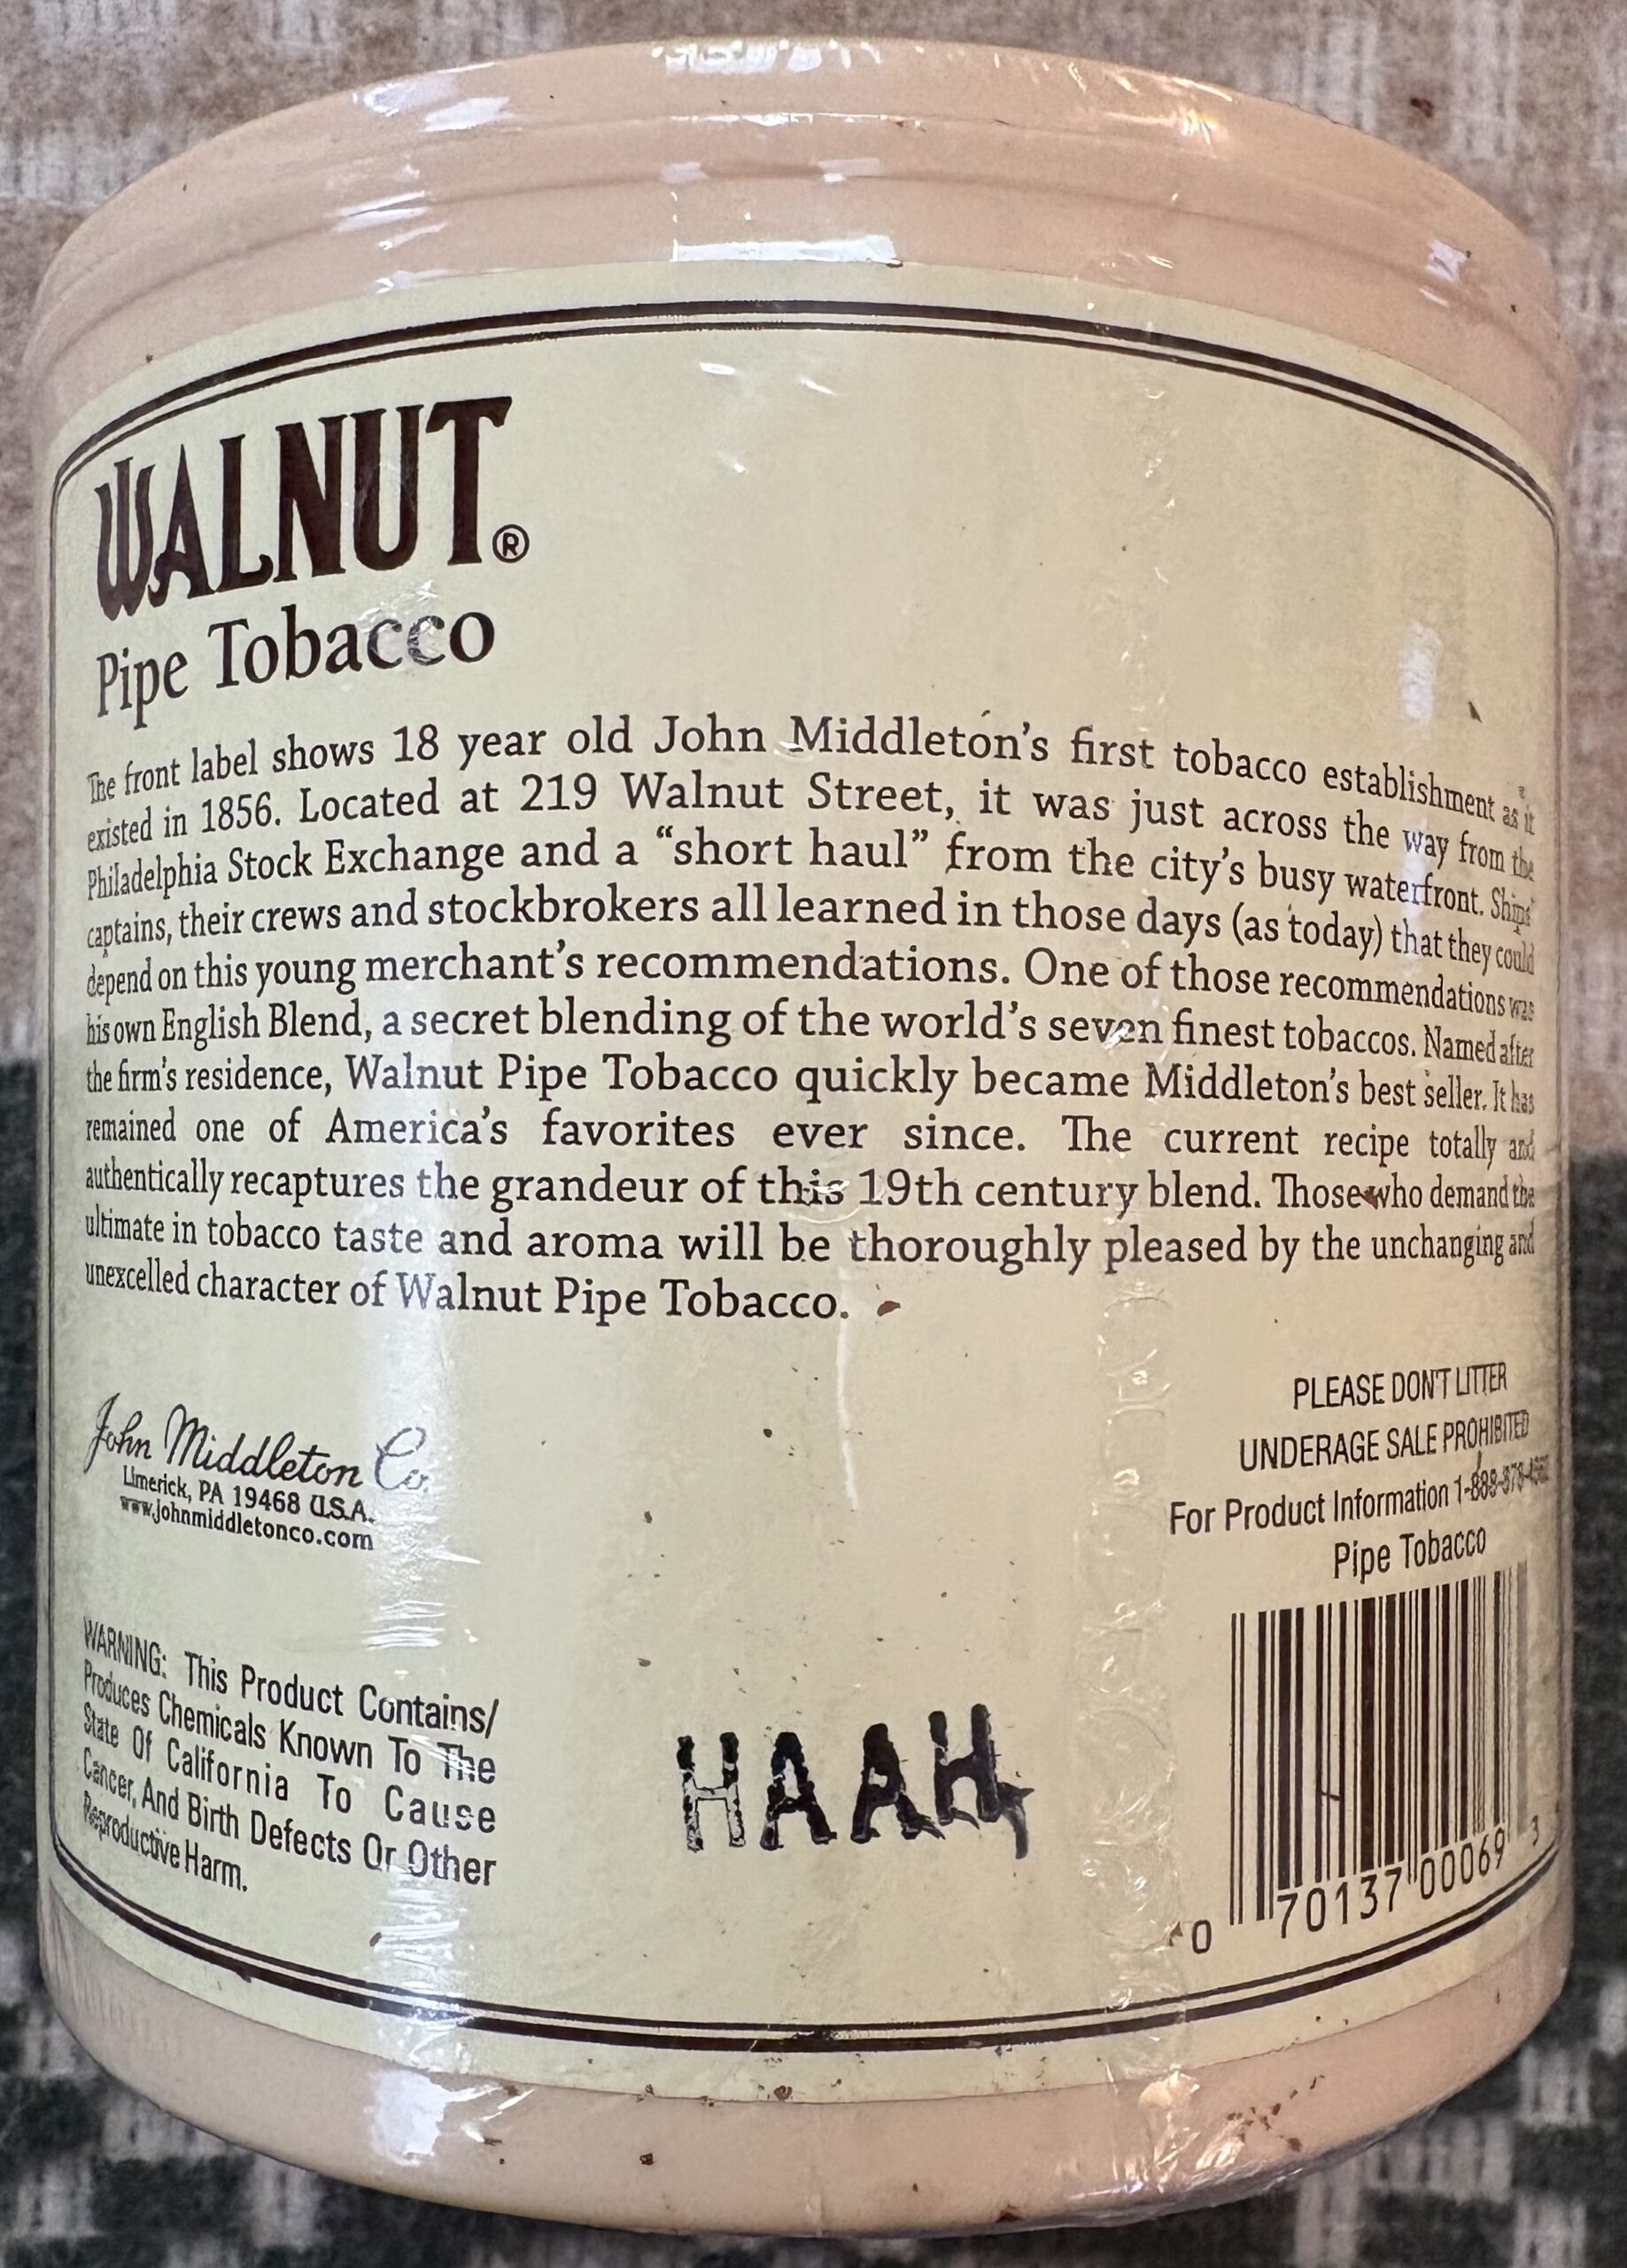 WALNUT®
Pipe Tobacco
The front label shows 18 year old John Middleton's first tobacco establishment as it
existed in 1856. Located at 219 Walnut Street, it was just across the way from the
Philadelphia Stock Exchange and a “short haul” from the city's busy waterfront. Ships'
captains, their crews and stockbrokers all learned in those days (as today) that they could
depend on this young merchant's recommendations. One of those recommendations was
his own English Blend, a secret blending of the world's seven finest tobaccos. Named after
the firm's residence, Walnut Pipe Tobacco quickly became Middleton's best seller. It has
remained one of America's favorites ever since. The current recipe totally and
authentically recaptures the grandeur of this 19th century blend. Those who demand the
ultimate in tobacco taste and aroma will be thoroughly pleased by the unchanging and
unexcelled character of Walnut Pipe Tobacco.
John Middleton Co.
Limerick, PA 19468 U.S.A.
www.johnmiddletonco.com
WARNING: This Product Contains/
Produces Chemicals Known To The
State Of California To Cause
Cancer, And Birth Defects Or Other
Reproductive Harm.
HAAH
PLEASE DON'T LITTER
UNDERAGE SALE PROHIBITED
For Product Information
Pipe Tobacco
0 70137 00069 3